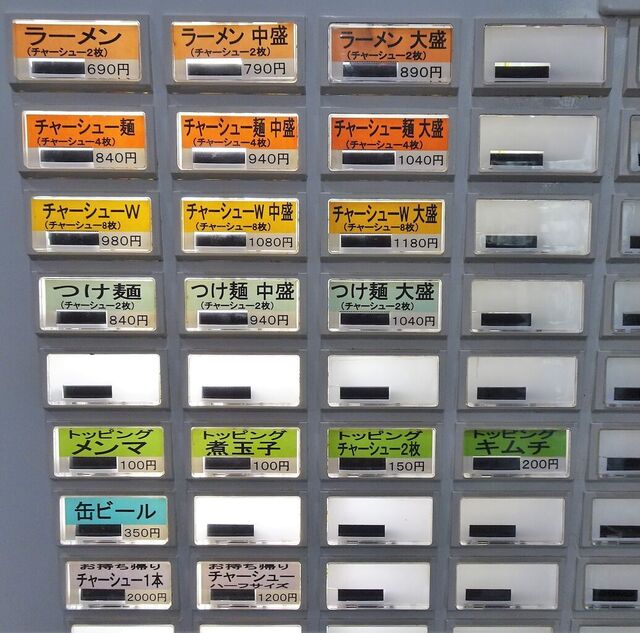 ラーメン
(チャーシュー2枚)
690円
ラーメン 中盛
(チャーシュー2枚)
790円
ラーメン 大盛
(チャーシュー2枚)
890円
チャーシュー麺
(チャーシュー4枚)
840円
チャーシュー麺 中盛
(チャーシュー4枚)
940円
チャーシュー麺 大盛
(チャーシュー4枚)
1040円
チャーシューW
(チャーシュー8枚)
980円
チャーシューW 中盛
(チャーシュー8枚)
1080円
チャーシューW 大盛
(チャーシュー8枚)
1180円
つけ麺
(チャーシュー2枚)
840円
つけ麺 中盛
(チャーシュー2枚)
940円
つけ麺 大盛
(チャーシュー2枚)
1040円
トッピング
メンマ
100円
トッピング
煮玉子
100円
トッピング
チャーシュー2枚
150円
トッピング
キムチ
200円
缶ビール
350円
お持ち帰り
チャーシュー1本
2000円
お持ち帰り
チャーシュー
ハーフサイズ
1200円